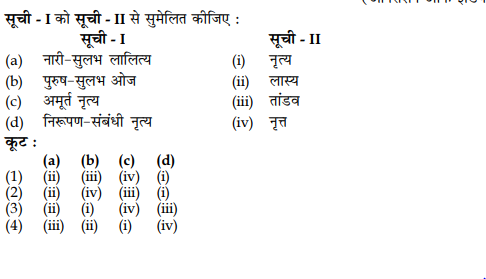 सूची - I को सूची - II से सुमेलित कीजिए :
सूची - I सूची - II
(a) नारी-सुलभ लालित्य (i) नृत्य
(b) पुरुष-सुलभ ओज (ii) लास्य
(c) अमूर्त नृत्य (iii) तांडव
(d) निरूपण-संबंधी नृत्य (iv) नृत्त
कूट :
(a) (b) (c) (d)
(1) (ii) (iii) (iv) (i)
(2) (ii) (iv) (iii) (i)
(3) (ii) (i) (iv) (iii)
(4) (iii) (ii) (i) (iv)